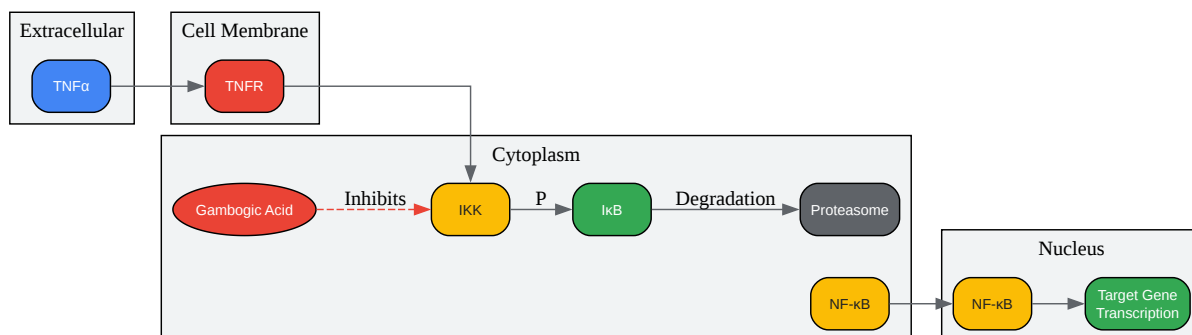 Extracellular
Cell Membrane
TNFα
TNFR
Cytoplasm
Gambogic Acid
Inhibits
IKK
P
IκB
Degradation
Proteasome
Nucleus
NF-κB
NF-κB
Target Gene
Transcription